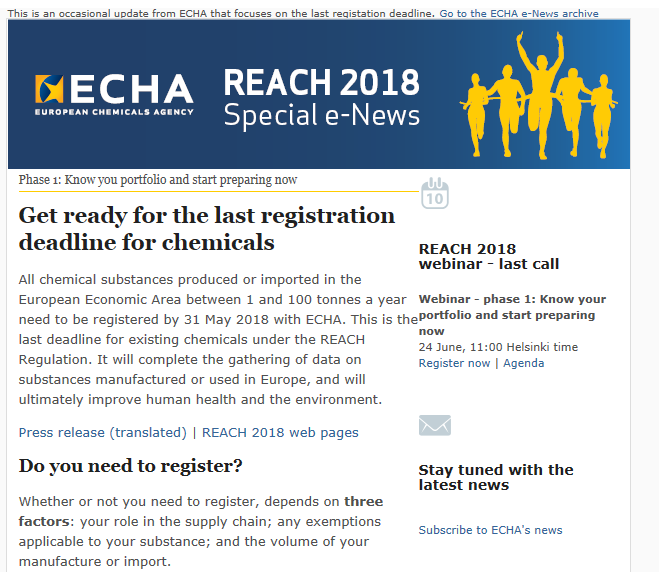 This is an occasional update from ECHA that focuses on the last registation deadline. Go to the ECHA e-News archive
ECHA
EUROPEAN CHEMICALS AGENCY
REACH 2018
Special e-News
Phase 1: Know you portfolio and start preparing now
Get ready for the last registration
deadline for chemicals
All chemical substances produced or imported in the
European Economic Area between 1 and 100 tonnes a year
need to be registered by 31 May 2018 with ECHA. This is the
last deadline for existing chemicals under the REACH
Regulation. It will complete the gathering of data on
substances manufactured or used in Europe, and will
ultimately improve human health and the environment.
Press release (translated) | REACH 2018 web pages
Do you need to register?
Whether or not you need to register, depends on three
factors: your role in the supply chain; any exemptions
applicable to your substance; and the volume of your
manufacture or import.
10
REACH 2018
webinar - last call
Webinar - phase 1: Know your
portfolio and start preparing
now
24 June, 11:00 Helsinki time
Register now | Agenda
Stay tuned with the
latest news
Subscribe to ECHA's news